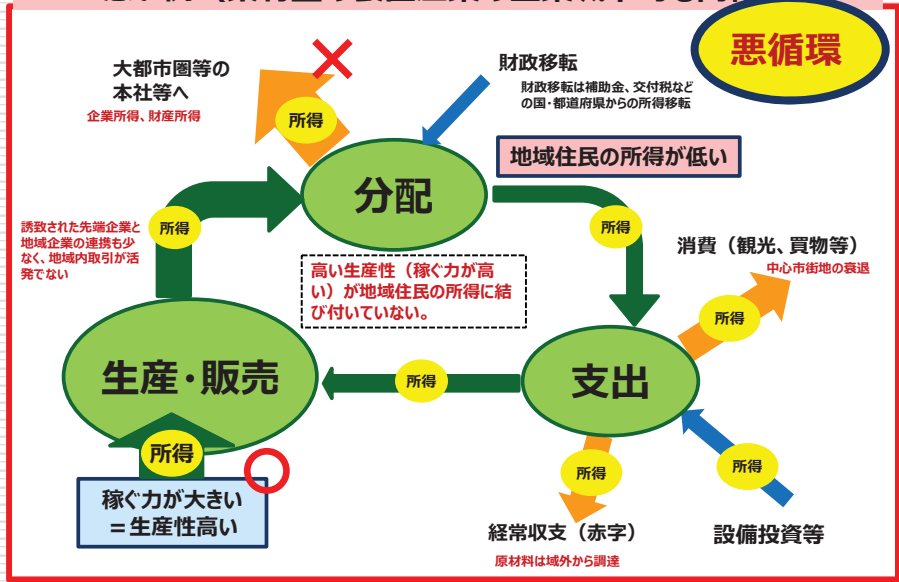 悪循環
大都市圏等の
本社等へ
企業所得、財産所得
所得
財政移転
財政移転は補助金、交付税など
の国・都道府県からの所得移転
分配
地域住民の所得が低い
誘致された先端企業と
地域企業の連携も少
なく、地域内取引が活
発でない
所得
所得
高い生産性（稼ぐ力が高
い）が地域住民の所得に結
び付いていない。
消費（観光、買物等）
中心市街地の衰退
所得
生産・販売
所得
支出
所得
稼ぐ力が大きい
＝生産性高い
所得
経常収支（赤字）
原材料は域外から調達
所得
設備投資等